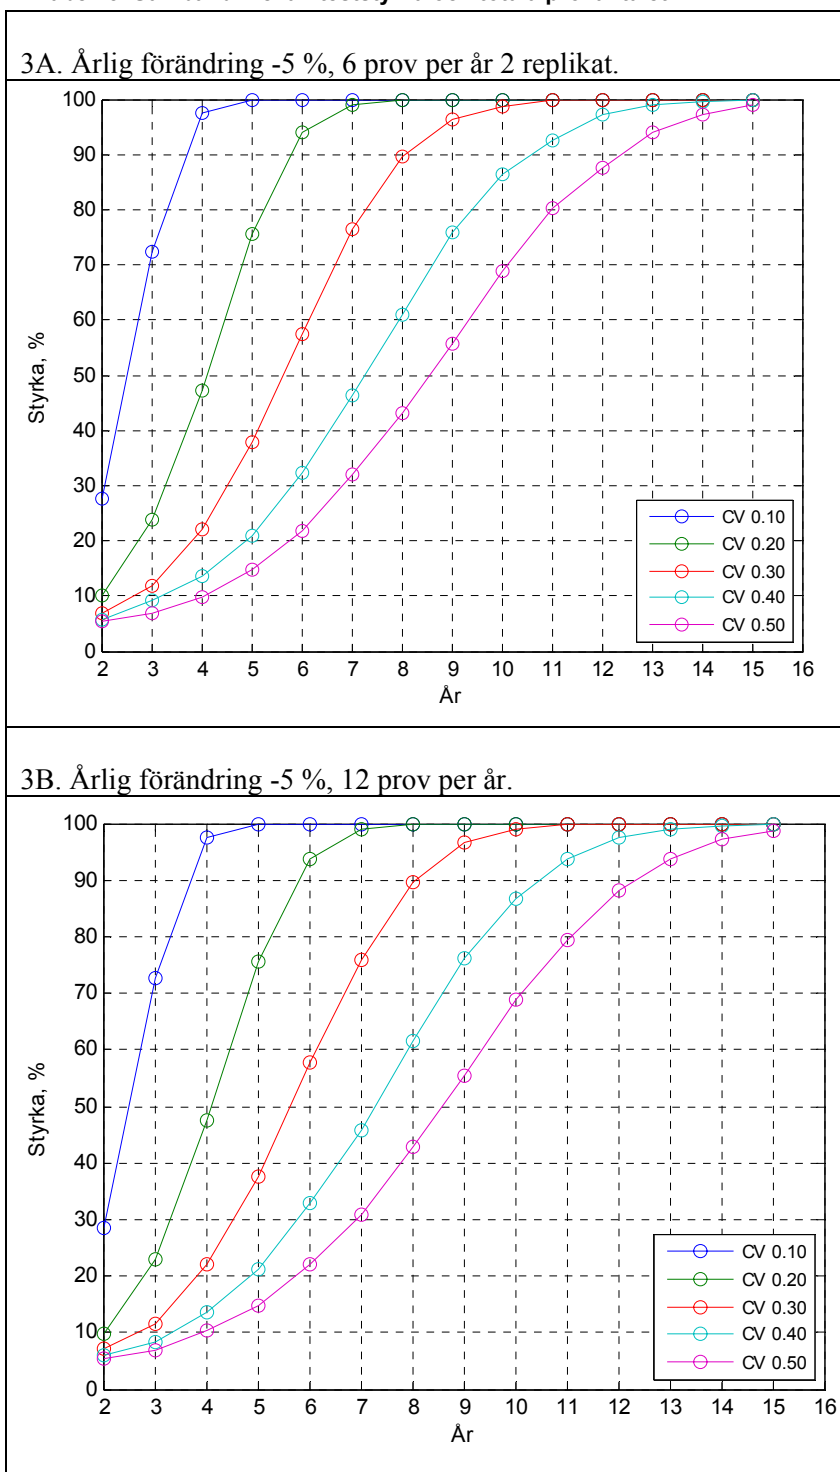 3A. Årlig förändring -5 %, 6 prov per år 2 replikat.
100
90
80
70
60
50
40
30
20
10
0
Styrka, %
CV 0.10
CV 0.20
CV 0.30
CV 0.40
CV 0.50
2 3 4 5 6 7 8 9 10 11 12 13 14 15 16
År
3B. Årlig förändring -5 %, 12 prov per år.
100
90
80
70
60
50
40
30
20
10
0
Styrka, %
CV 0.10
CV 0.20
CV 0.30
CV 0.40
CV 0.50
2 3 4 5 6 7 8 9 10 11 12 13 14 15 16
År